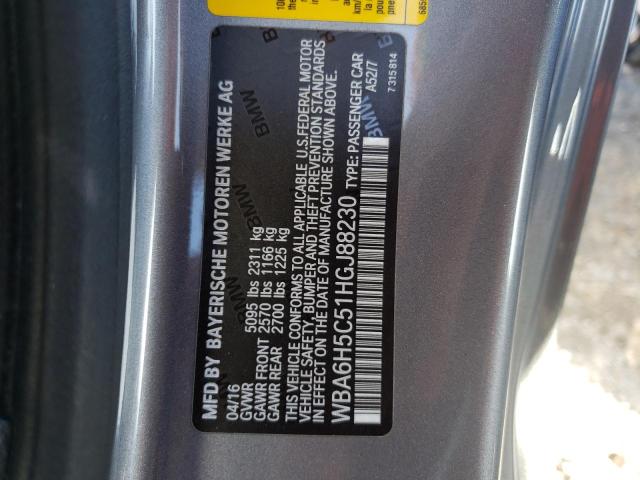 MFD BY BAYERISCHE MOTOREN WERKE AG
04/16
GVWR 5095 lbs 2311 kg
GAWR FRONT 2570 lbs 1166 kg
GAWR REAR 2700 lbs 1225 kg
THIS VEHICLE CONFORMS TO ALL APPLICABLE U.S.FEDERAL MOTOR
VEHICLE SAFETY, BUMPER AND THEFT PREVENTION STANDARDS
IN EFFECT ON THE DATE OF MANUFACTURE SHOWN ABOVE.
WBA6H5C51HGJ88230 TYPE: PASSENGER CAR
A52/7
7 315 814
BMW
BMW
BMW